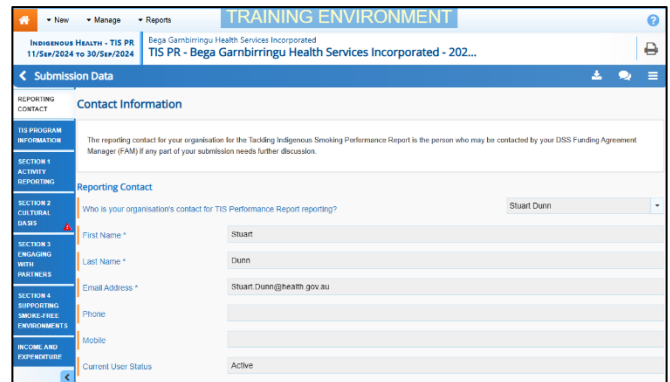 New
Manage
Reports
TRAINING ENVIRONMENT
INDIGENOUS HEALTH - TIS PR
11/SEP/2024 TO 30/SEP/2024
Bega Garnbirringu Health Services Incorporated
TIS PR - Bega Garnbirringu Health Services Incorporated - 202...
Submission Data
REPORTING
CONTACT
TIS PROGRAM
INFORMATION
SECTION 1
ACTIVITY
REPORTING
SECTION 2
CULTURAL
DASIS
SECTION 3
ENGAGING
WITH
PARTNERS
SECTION 4
SUPPORTING
SMOKE-FREE
ENVIRONMENTS
INCOME AND
EXPENDITURE
Contact Information
The reporting contact for your organisation for the Tackling Indigenous Smoking Performance Report is the person who may be contacted by your DSS Funding Agreement
Manager (FAM) if any part of your submission needs further discussion.
Reporting Contact
Who is your organisation's contact for TIS Performance Report reporting?
Stuart Dunn
First Name *
Stuart
Last Name *
Dunn
Email Address *
Stuart.Dunn@health.gov.au
Phone
Mobile
Current User Status
Active